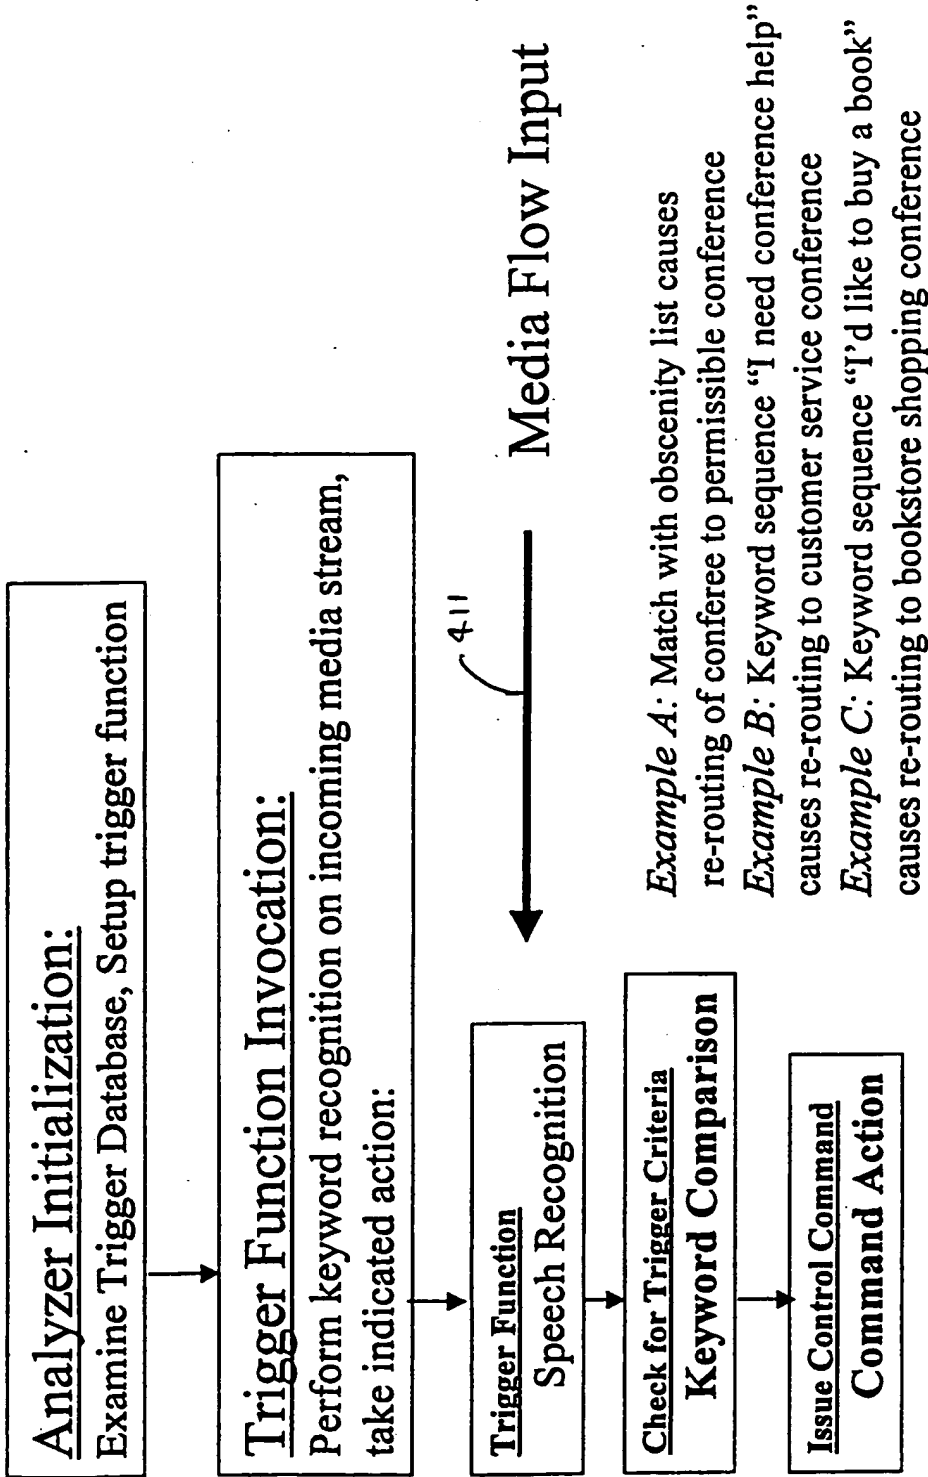 Analyzer Initialization:
Examine Trigger Database, Setup trigger function
Trigger Function Invocation:
Perform keyword recognition on incoming media stream,
take indicated action:
Trigger Function
Speech Recognition
411
Media Flow Input
Check for Trigger Criteria
Keyword Comparison
Issue Control Command
Command Action
Example A: Match with obscenity list causes
re-routing of conferee to permissible conference
Example B: Keyword sequence “I need conference help”
causes re-routing to customer service conference
Example C: Keyword sequence “I’d like to buy a book”
causes re-routing to bookstore shopping conference